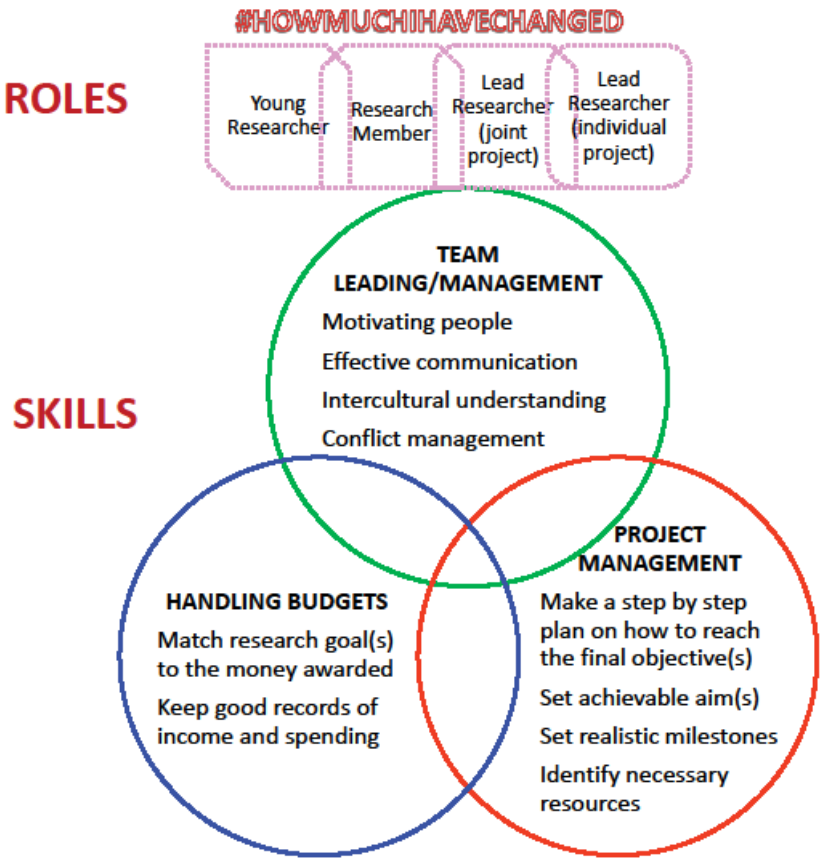 #HOWMUCHIHAVECHANGED
ROLES
Young
Researcher
Research
Member
Lead
Researcher
(joint
project)
Lead
Researcher
(individual
project)
SKILLS
TEAM
LEADING/MANAGEMENT
Motivating people
Effective communication
Intercultural understanding
Conflict management
HANDLING BUDGETS
Match research goal(s)
to the money awarded
Keep good records of
income and spending
PROJECT
MANAGEMENT
Make a step by step
plan on how to reach
the final objective(s)
Set achievable aim(s)
Set realistic milestones
Identify necessary
resources